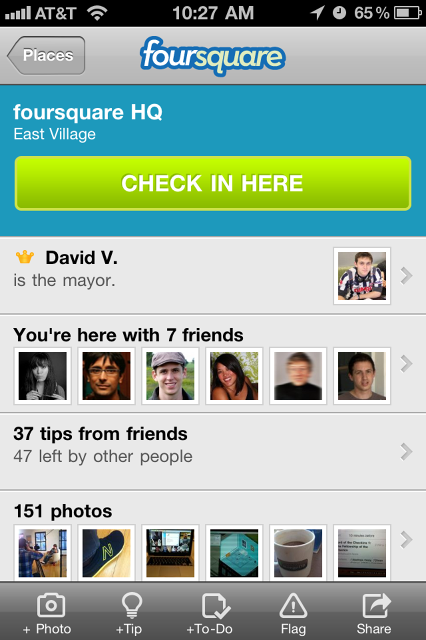 AT&T 10:27 AM 65%
Places
foursquare
foursquare HQ
East Village
CHECK IN HERE
David V.
is the mayor.
You're here with 7 friends
37 tips from friends
47 left by other people
151 photos
N
+ Photo
+Tip
+To-Do
Flag
Share